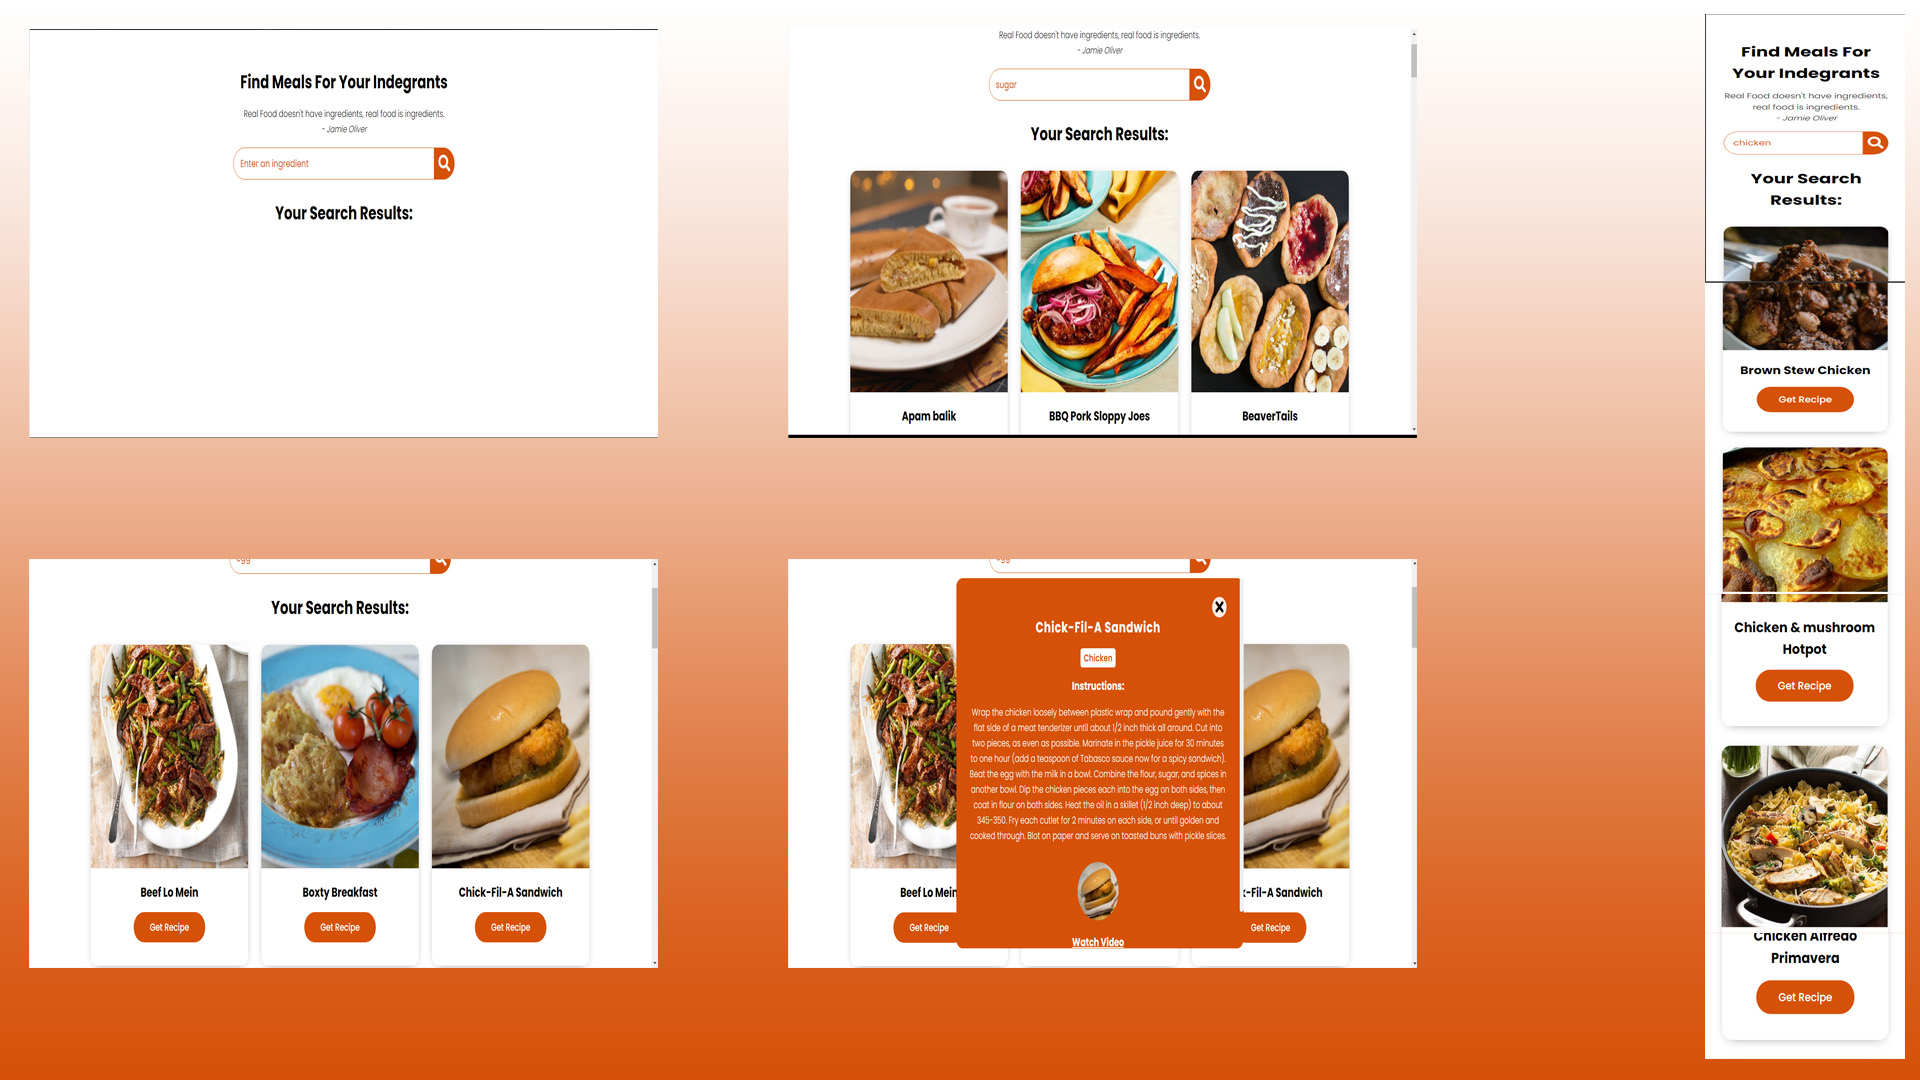 Find Meals For Your Indegrants
Real Food doesn't have ingredients, real food is ingredients.
- Jamie Oliver
Enter an ingredient
Your Search Results:
Real Food doesn't have ingredients, real food is ingredients.
- Jamie Oliver
sugar
Your Search Results:
Apam balik
BBQ Pork Sloppy Joes
BeaverTails
Your Search Results:
Beef Lo Mein
Boxty Breakfast
Chick-Fil-A Sandwich
Get Recipe
Get Recipe
Get Recipe
Chick-Fil-A Sandwich
Chicken
Instructions:
Wrap the chicken loosely between plastic wrap and pound gently with the
flat side of a meat tenderizer until about 1/2 inch thick all around. Cut into
two pieces, as even as possible. Marinate in the pickle juice for 30 minutes
to one hour (add a teaspoon of Tabasco sauce now for a spicy sandwich).
Beat the egg with the milk in a bowl. Combine the flour, sugar, and spices in
another bowl. Dip the chicken pieces each into the egg on both sides, then
coat in flour on both sides. Heat the oil in a skillet (1/2 inch deep) to about
345-350. Fry each cutlet for 2 minutes on each side, or until golden and
cooked through. Blot on paper and serve on toasted buns with pickle slices.
Watch Video
Beef Lo Mein
k-Fil-A Sandwich
Get Recipe
Get Recipe
Find Meals For
Your Indegrants
Real Food doesn't have ingredients,
real food is ingredients.
- Jamie Oliver
chicken
Your Search
Results:
Brown Stew Chicken
Get Recipe
Chicken & mushroom
Hotpot
Get Recipe
Chicken Alfredo
Primavera
Get Recipe